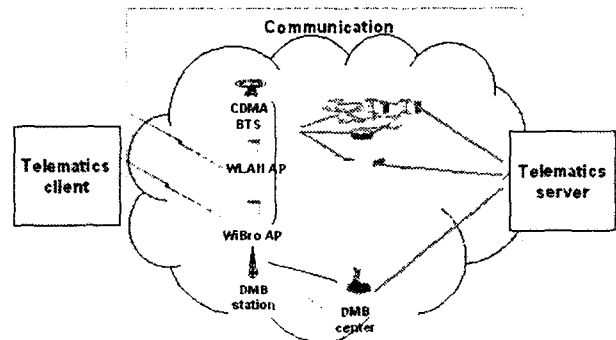 Communication
CDMA
BTS
Telematics
client
WLAN AP
Telematics
server
WiBro AP
DMB
station
DMB
center